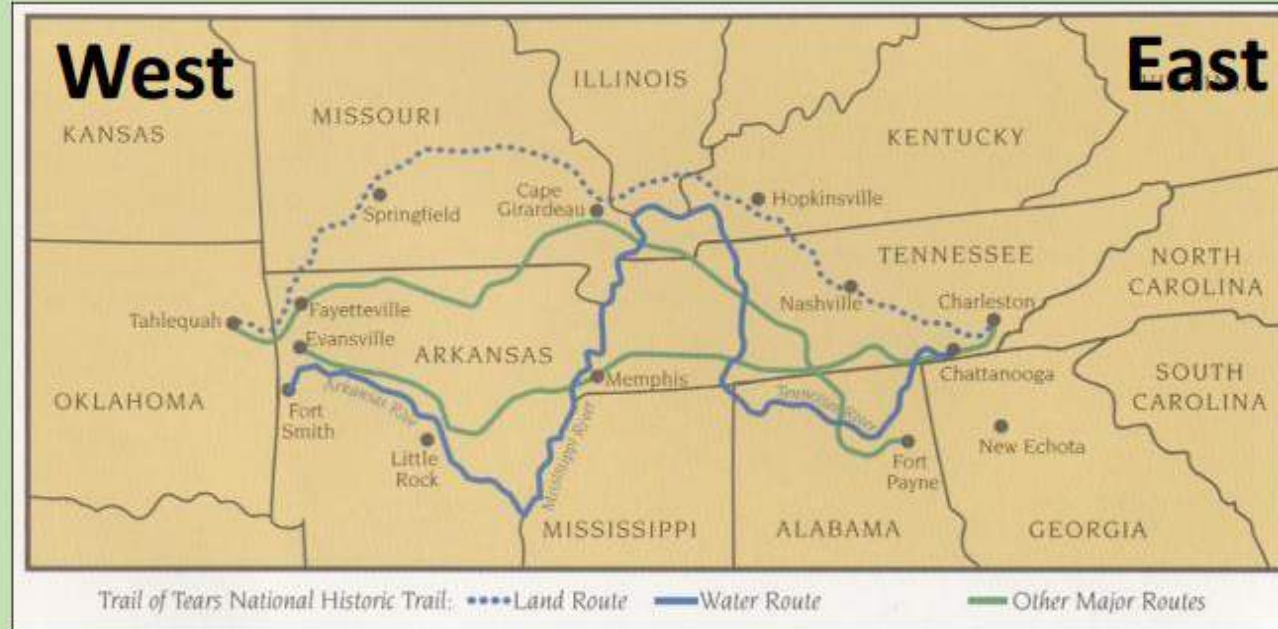 West
East
ILLINOIS
MISSOURI
KANSAS
KENTUCKY
Cape
Girardeau
Hopkinsville
Springfield
TENNESSEE
NORTH
CAROLINA
Nashville
Charleston
Fayetteville
Tahlequah
Evansville
ARKANSAS
Memphis
Chattanooga
SOUTH
CAROLINA
OKLAHOMA
Fort
Smith
Arkansas River
Mississippi River
Tennessee River
Little
Rock
Fort
Payne
New Echota
MISSISSIPPI
ALABAMA
GEORGIA
Trail of Tears National Historic Trail: Land Route Water Route Other Major Routes